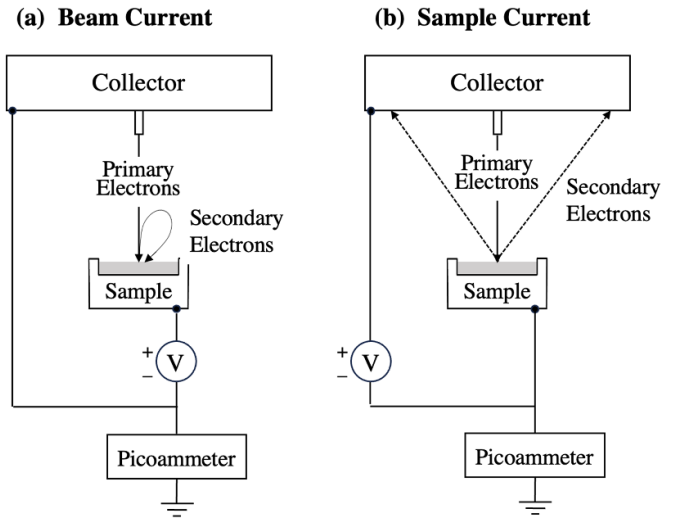 (a) Beam Current
Collector
Primary
Electrons
Secondary
Electrons
Sample
+
V
−
Picoammeter
(b) Sample Current
Collector
Primary
Electrons
Secondary
Electrons
Sample
+
V
−
Picoammeter